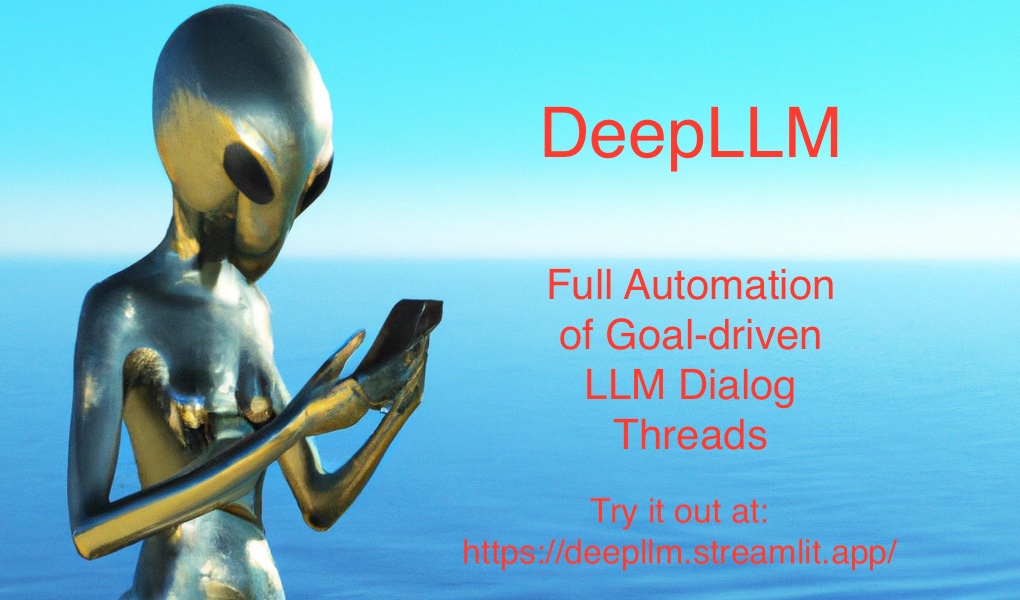 DeepLLM
Full Automation
of Goal-driven
LLM Dialog
Threads
Try it out at:
https://deepllm.streamlit.app/